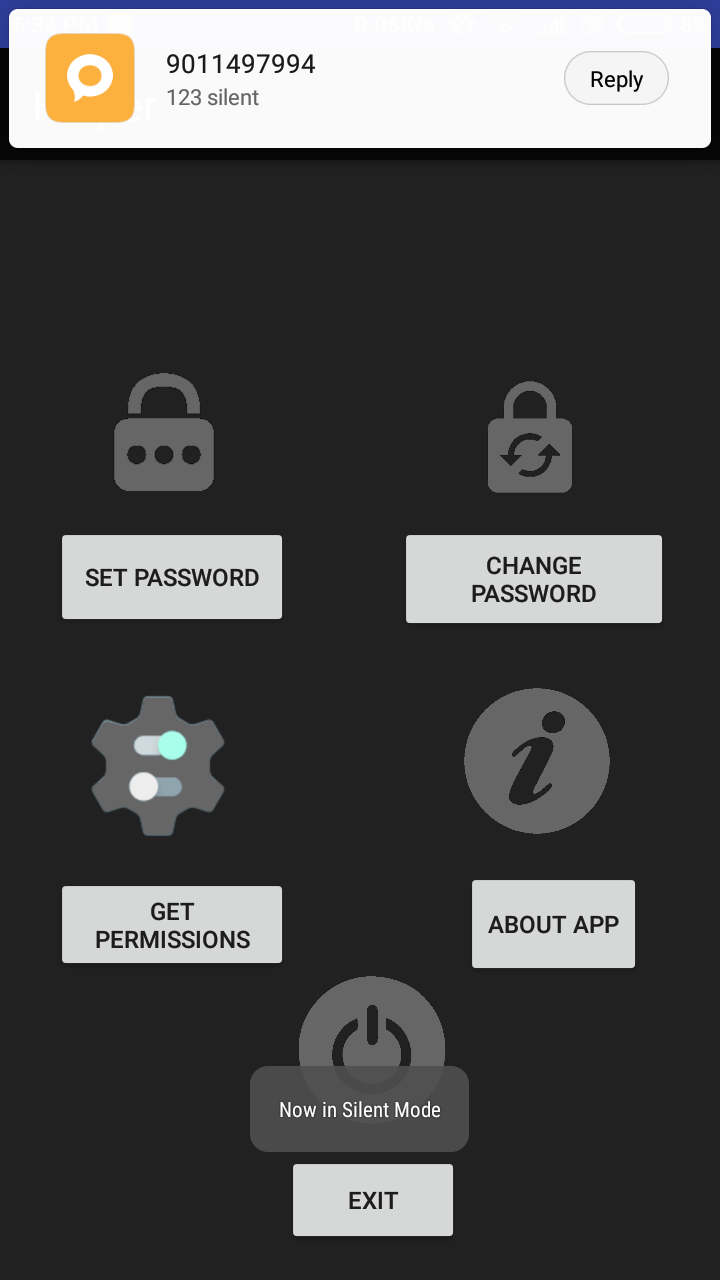 9011497994
123 silent
Reply
SET PASSWORD
CHANGE
PASSWORD
GET
PERMISSIONS
ABOUT APP
Now in Silent Mode
EXIT